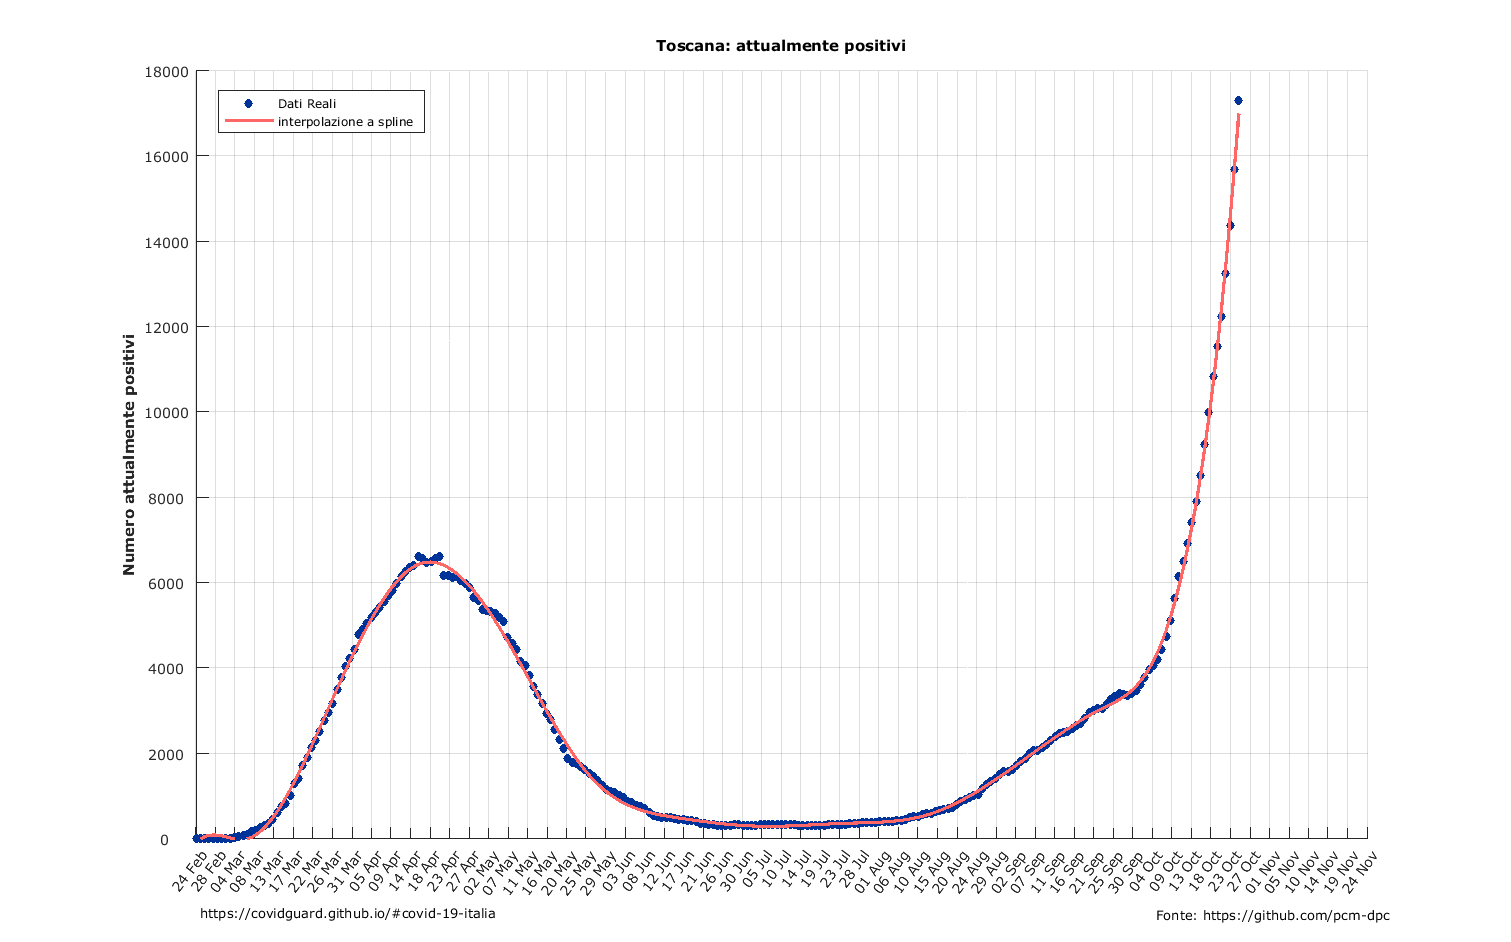 Toscana: attualmente positivi
Dati Reali
interpolazione a spline
Numero attualmente positivi
18000
16000
14000
12000
10000
8000
6000
4000
2000
0
24 Feb
28 Feb
04 Mar
08 Mar
13 Mar
17 Mar
22 Mar
26 Mar
31 Mar
05 Apr
09 Apr
14 Apr
18 Apr
23 Apr
27 Apr
02 May
07 May
11 May
16 May
20 May
25 May
29 May
03 Jun
08 Jun
12 Jun
17 Jun
21 Jun
26 Jun
30 Jun
05 Jul
10 Jul
14 Jul
19 Jul
23 Jul
28 Jul
01 Aug
06 Aug
10 Aug
15 Aug
20 Aug
24 Aug
29 Aug
02 Sep
07 Sep
11 Sep
16 Sep
21 Sep
25 Sep
30 Sep
04 Oct
09 Oct
13 Oct
18 Oct
23 Oct
27 Oct
01 Nov
05 Nov
10 Nov
14 Nov
19 Nov
24 Nov
https://covidguard.github.io/#covid-19-italia
Fonte: https://github.com/pcm-dpc